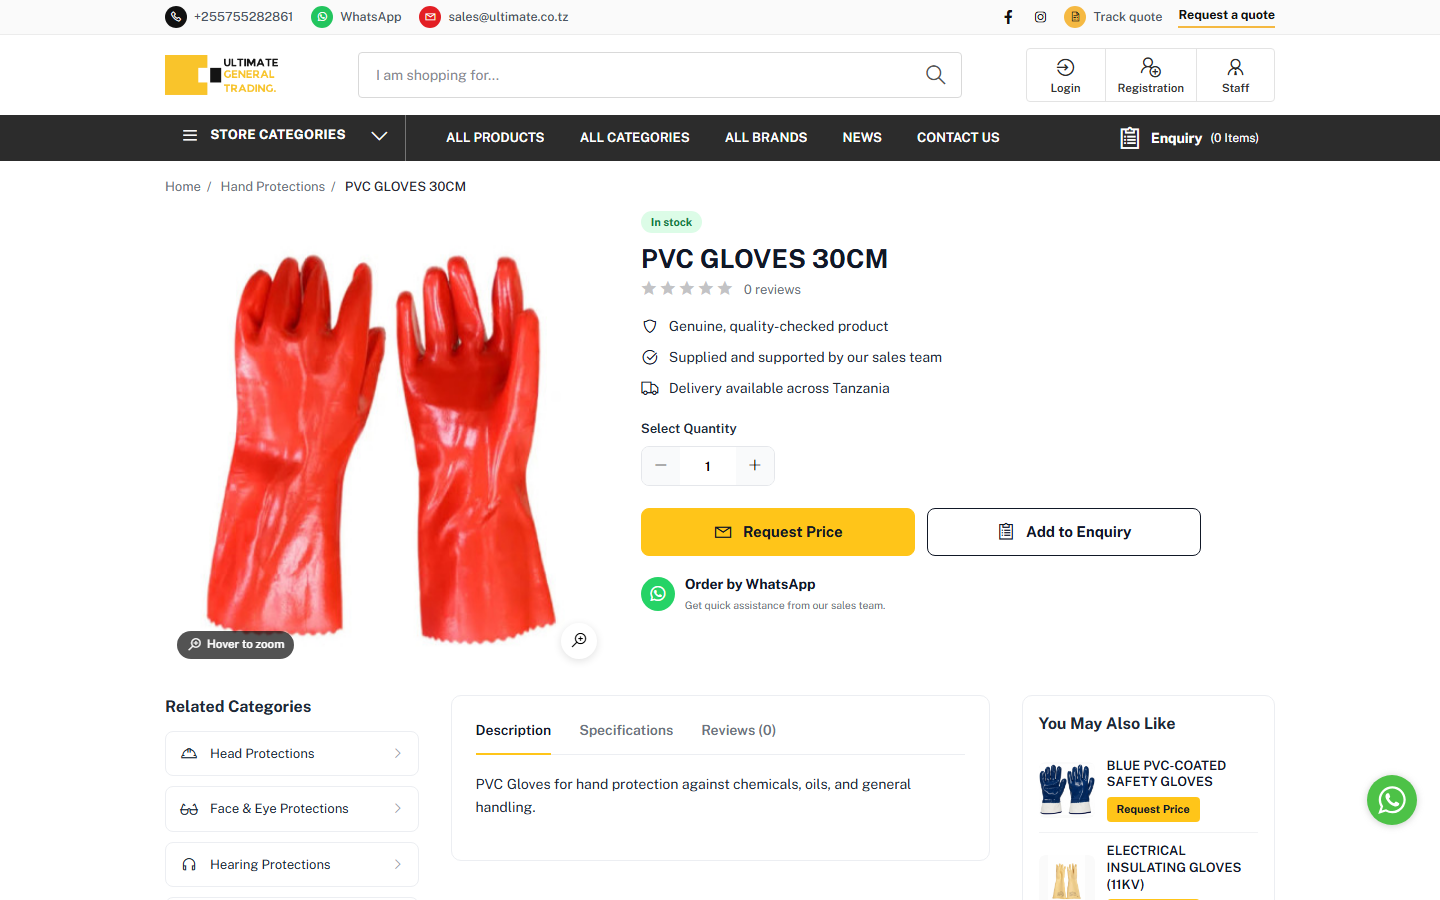 +255755282861
WhatsApp
sales@ultimate.co.tz
Track quote
Request a quote
ULTIMATE
GENERAL
TRADING.
I am shopping for...
Login
Registration
Staff
STORE CATEGORIES
ALL PRODUCTS
ALL CATEGORIES
ALL BRANDS
NEWS
CONTACT US
Enquiry (0 Items)
Home / Hand Protections / PVC GLOVES 30CM
In stock
PVC GLOVES 30CM
0 reviews
Genuine, quality-checked product
Supplied and supported by our sales team
Delivery available across Tanzania
Select Quantity
1
Request Price
Add to Enquiry
Order by WhatsApp
Get quick assistance from our sales team.
Hover to zoom
Related Categories
Head Protections
Face & Eye Protections
Hearing Protections
Description
Specifications
Reviews (0)
PVC Gloves for hand protection against chemicals, oils, and general
handling.
You May Also Like
BLUE PVC-COATED
SAFETY GLOVES
Request Price
ELECTRICAL
INSULATING GLOVES
(11KV)